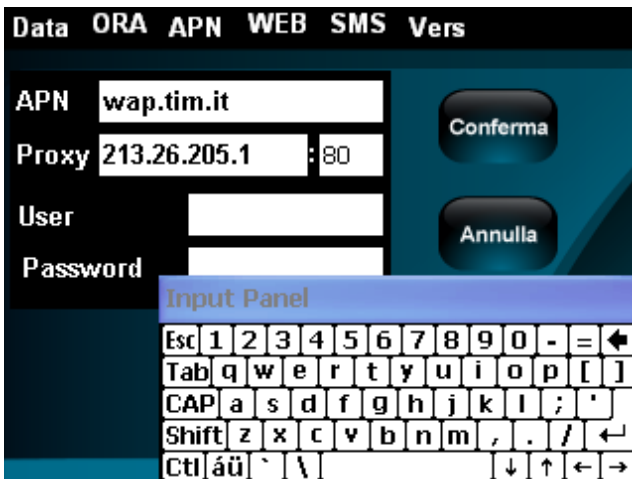 Data ORA APN WEB SMS Vers
APN wap.tim.it
Conferma
Proxy 213.26.205.1 : 80
User
Annulla
Password
Input Panel
Esc 1 2 3 4 5 6 7 8 9 0 - =
Tab q w e r t y u i o p [ ]
CAP a s d f g h j k l ; '
Shift z x c v b n m , . /
Ctl áü ` \